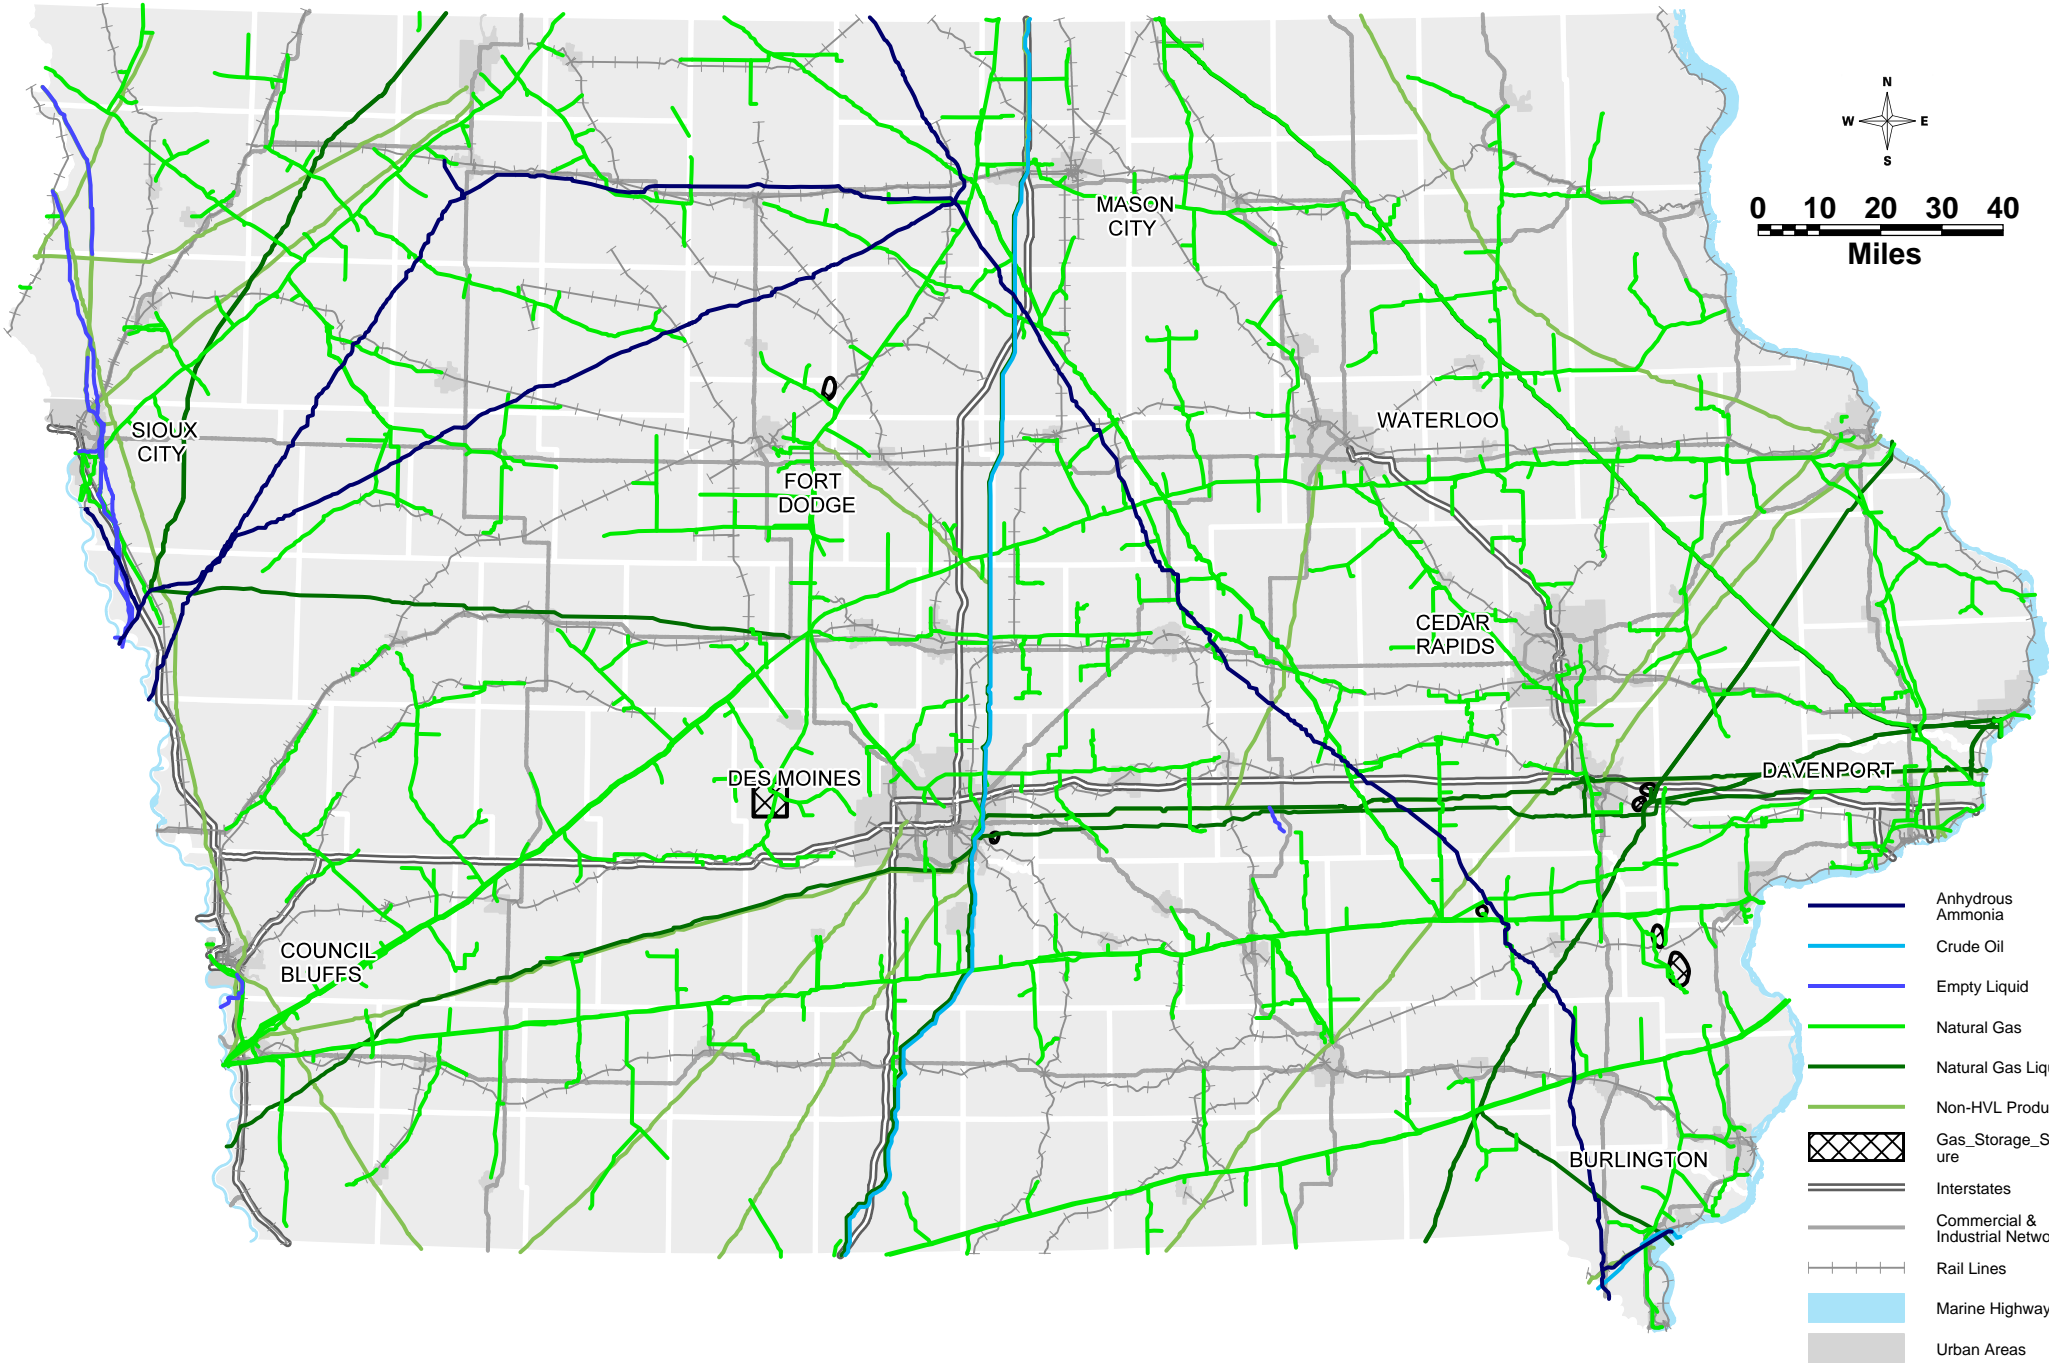 N
W E
S
0 10 20 30 40
Miles
MASON
CITY
SIOUX
CITY
WATERLOO
FORT
DODGE
CEDAR
RAPIDS
DES MOINES
DAVENPORT
COUNCIL
BLUFFS
BURLINGTON
Anhydrous
Ammonia
Crude Oil
Empty Liquid
Natural Gas
Natural Gas Liqu
Non-HVL Produ
Gas_Storage_S
ure
Interstates
Commercial &
Industrial Netwo
Rail Lines
Marine Highway
Urban Areas